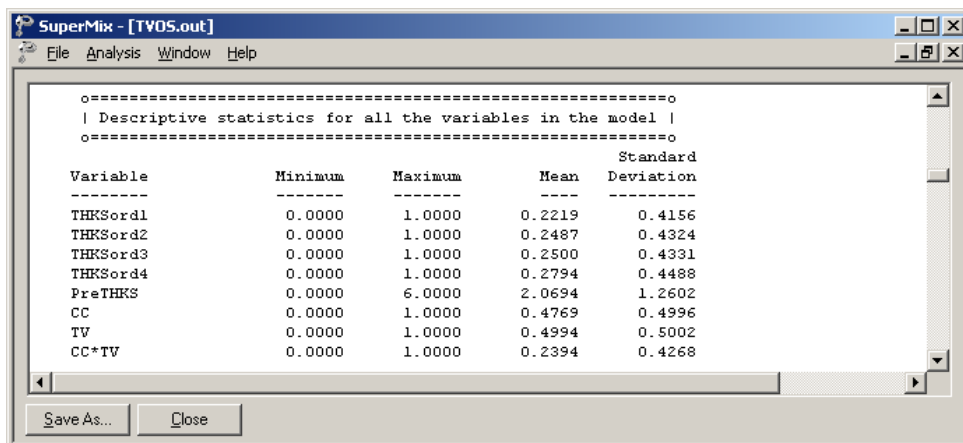 SuperMix - [TVOS.out]
File Analysis Window Help
o===========================================================o
| Descriptive statistics for all the variables in the model |
o===========================================================o
Standard
Variable Minimum Maximum Mean Deviation
-------- ------- ------- ---- ---------
THKSord1 0.0000 1.0000 0.2219 0.4156
THKSord2 0.0000 1.0000 0.2487 0.4324
THKSord3 0.0000 1.0000 0.2500 0.4331
THKSord4 0.0000 1.0000 0.2794 0.4488
PreTHKS 0.0000 6.0000 2.0694 1.2602
CC 0.0000 1.0000 0.4769 0.4996
TV 0.0000 1.0000 0.4994 0.5002
CC*TV 0.0000 1.0000 0.2394 0.4268
Save As... Close